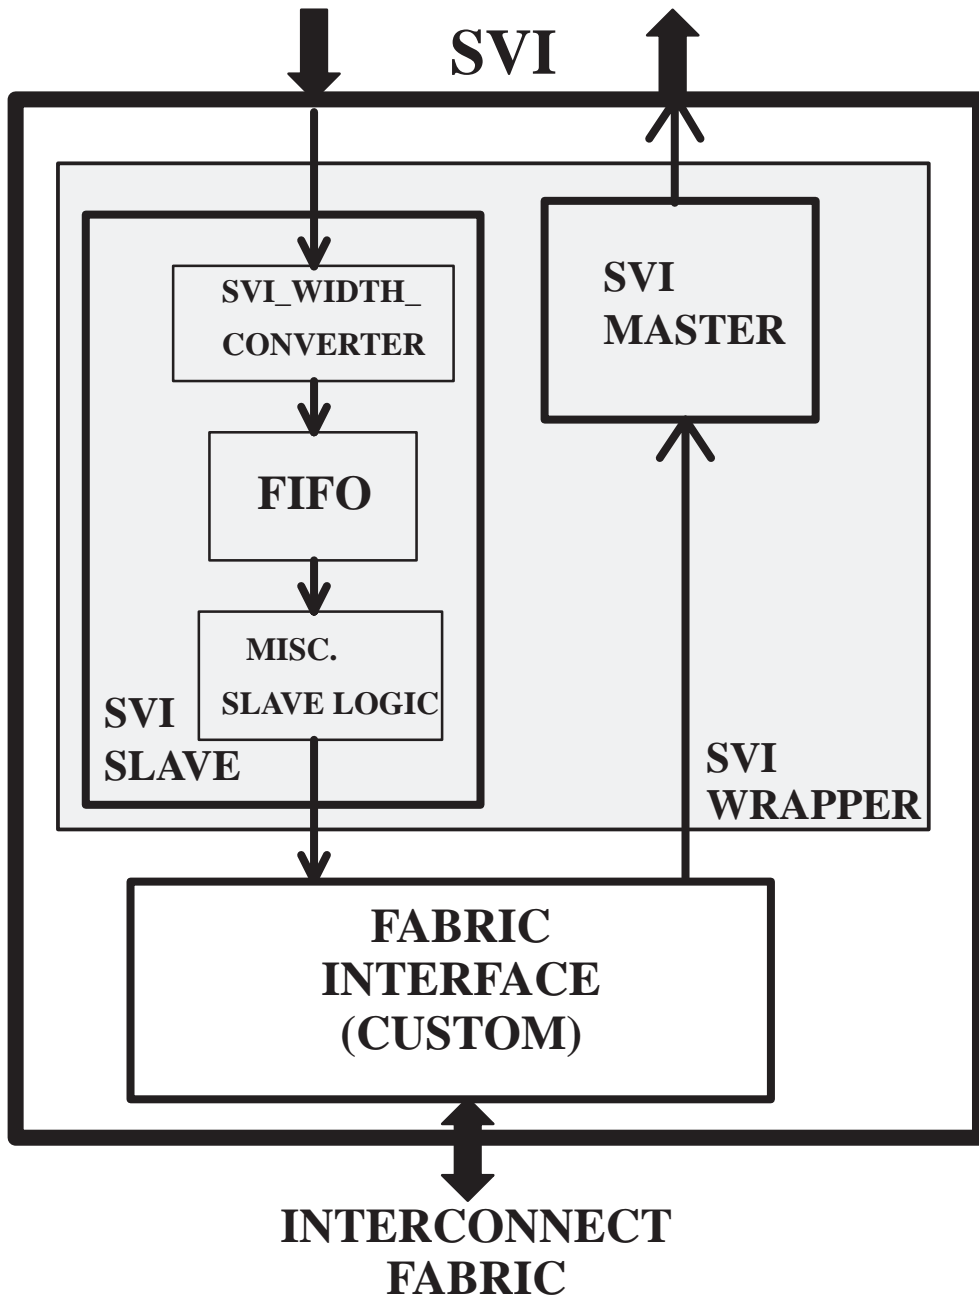 SVI
SVI_WIDTH_
CONVERTER
SVI
MASTER
FIFO
MISC.
SLAVE LOGIC
SVI
SLAVE
SVI
WRAPPER
FABRIC
INTERFACE
(CUSTOM)
INTERCONNECT
FABRIC